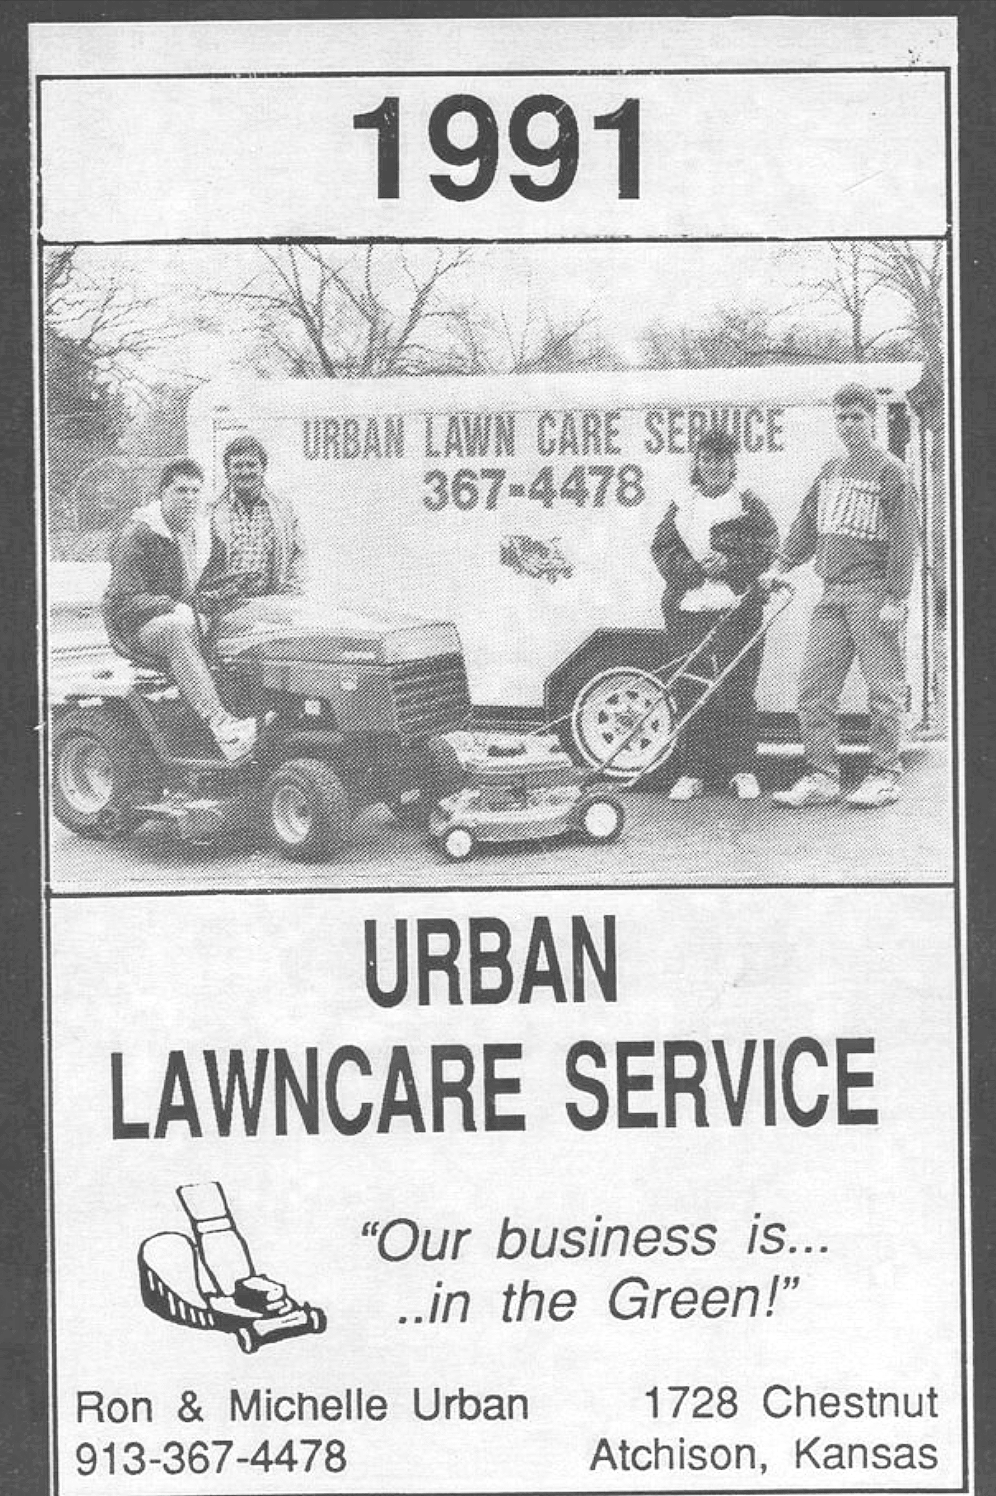 1991
URBAN LAWN CARE SERVICE
367-4478
URBAN
LAWNCARE SERVICE
“Our business is...
..in the Green!”
Ron & Michelle Urban
913-367-4478
1728 Chestnut
Atchison, Kansas